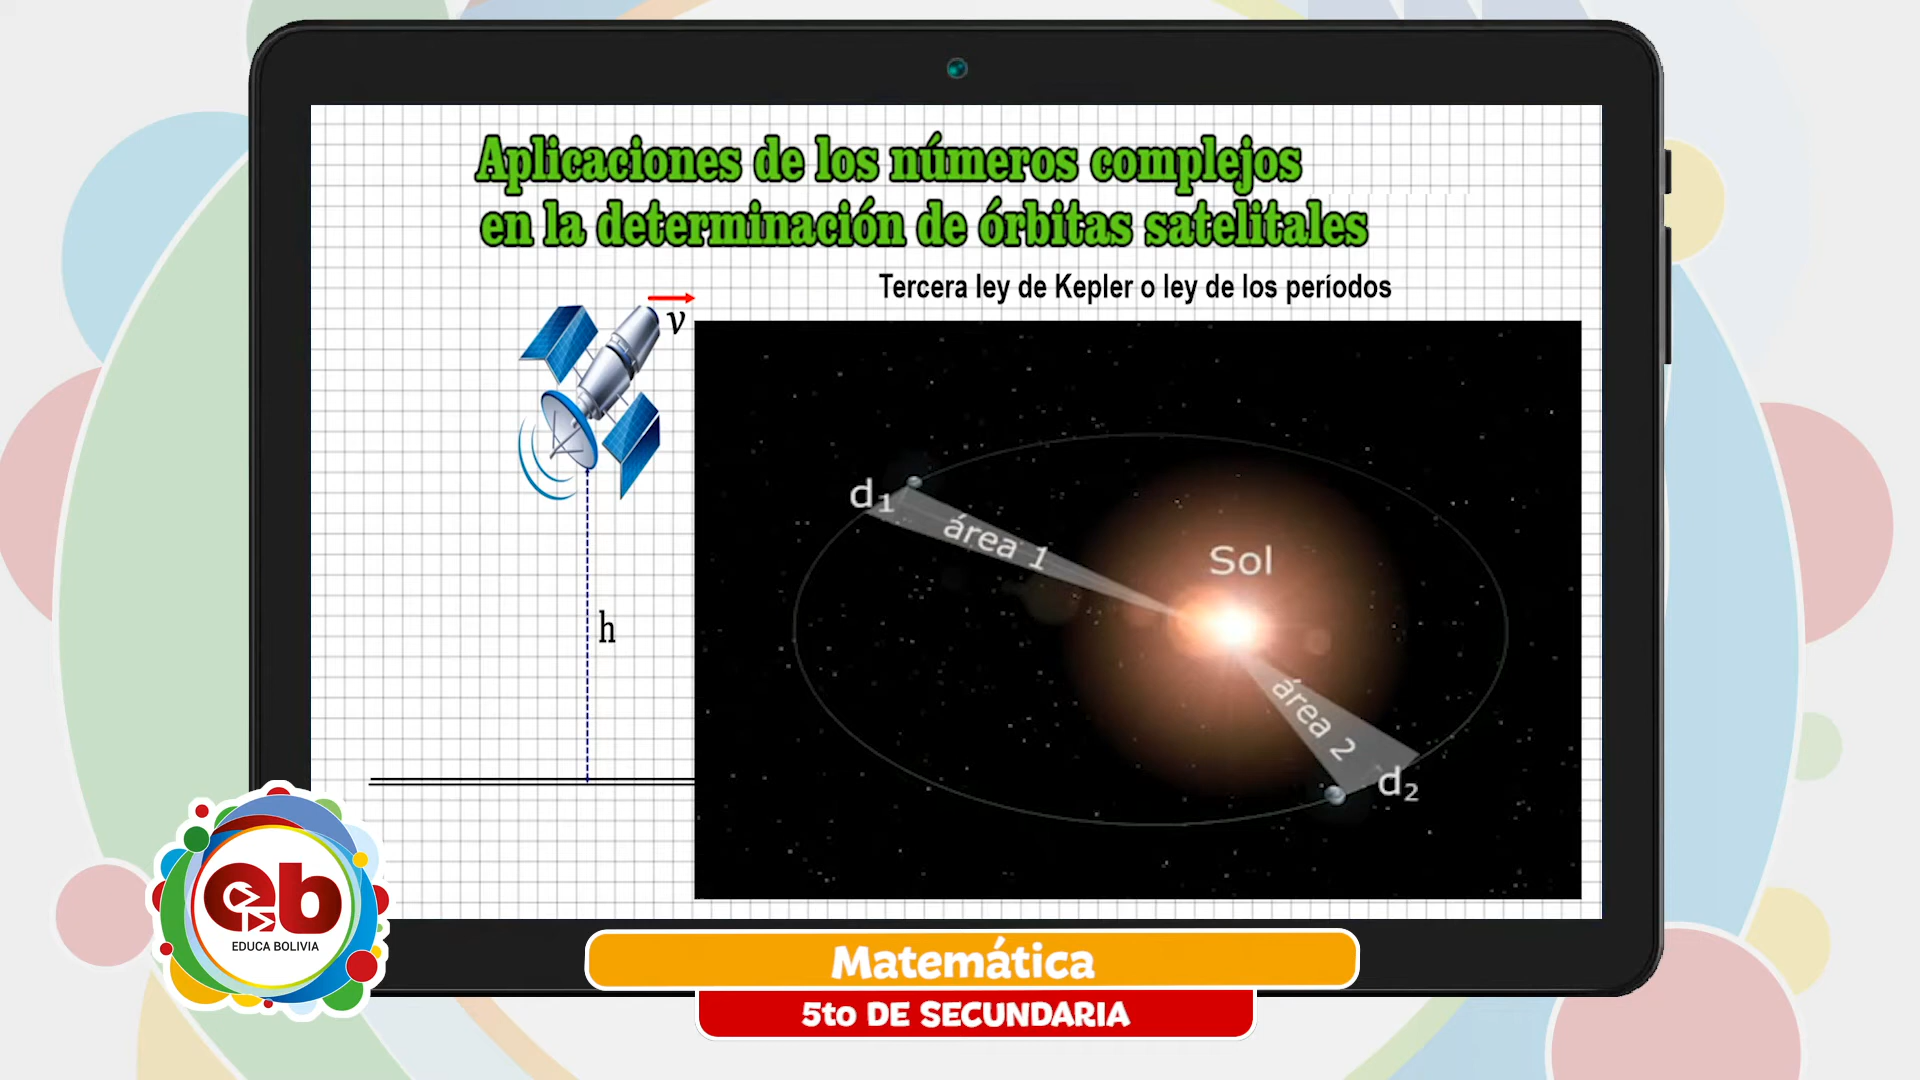 Aplicaciones de los números complejos
en la determinación de órbitas satelitales
Tercera ley de Kepler o ley de los períodos
v
h
d1
área 1
Sol
área 2
d2
eb
EDUCA BOLIVIA
Matemática
5to DE SECUNDARIA